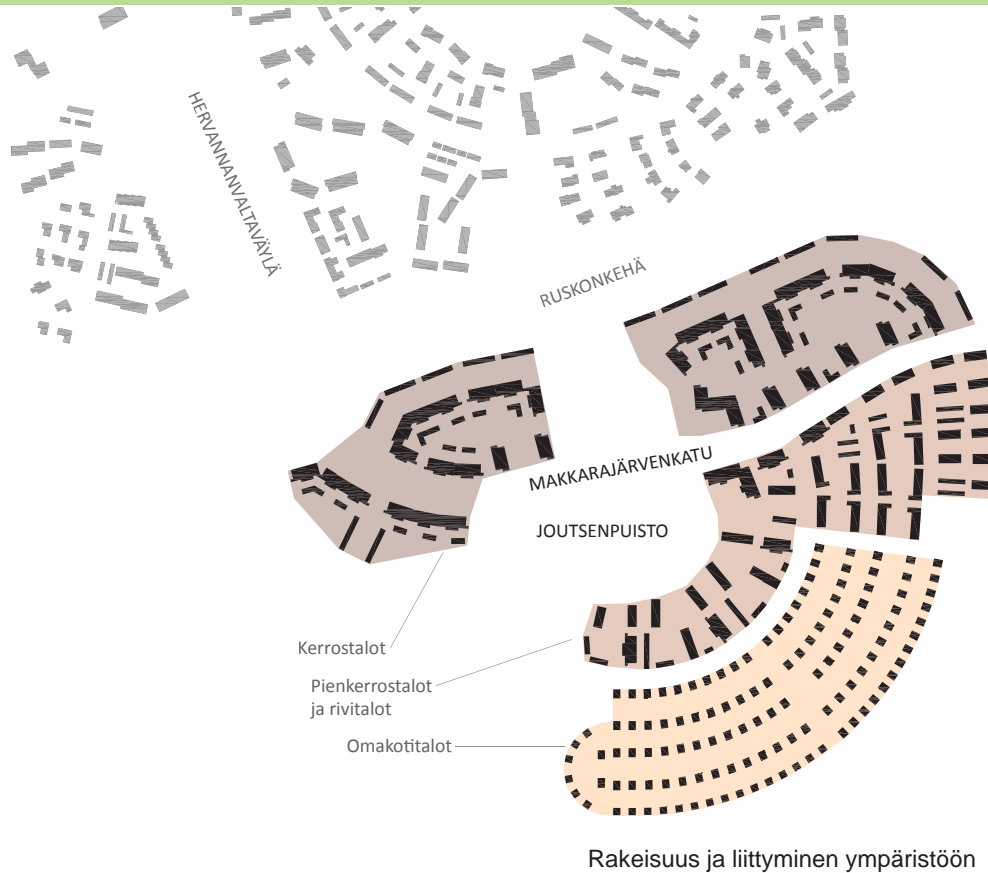 HERVANNANVALTAVÄYLÄ
RUSKONKEHÄ
MAKKARAJÄRVENKATU
JOUTSENPUISTO
Kerrostalot
Pienkerrostalot
ja rivitalot
Omakotitalot
Rakeisuus ja liittyminen ympäristöön